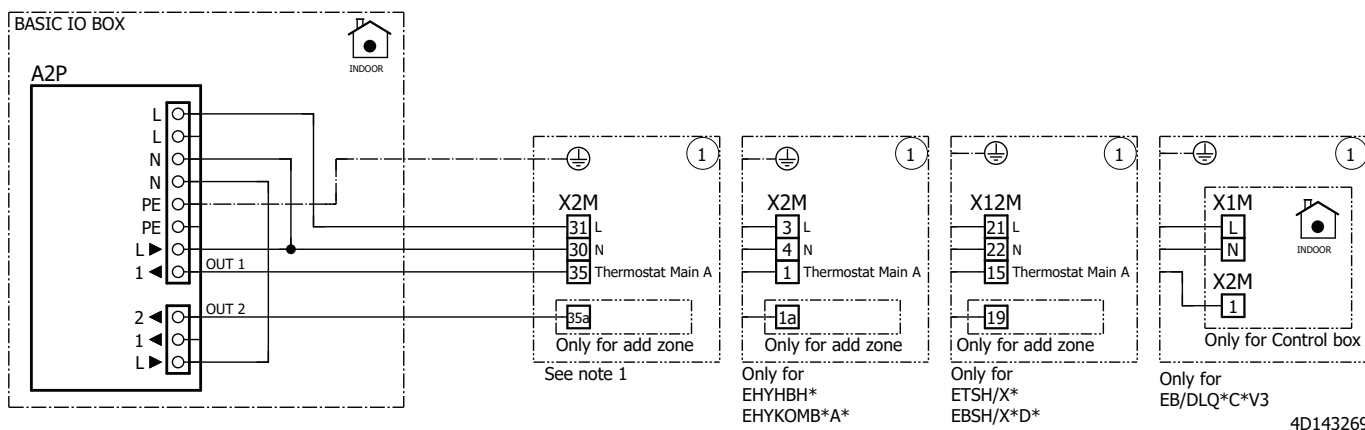 BASIC IO BOX
INDOOR
A2P
L
L
N
N
PE
PE
L
1
OUT 1
2
OUT 2
1
L
1
X2M
31 L
30 N
35 Thermostat Main A
35a
Only for add zone
See note 1
1
X2M
3 L
4 N
1 Thermostat Main A
1a
Only for add zone
Only for
EHYHBH*
EHYKOMB*A*
1
X12M
21 L
22 N
15 Thermostat Main A
19
Only for add zone
Only for
ETSH/X*
EBSH/X*D*
1
X1M
L
N
INDOOR
X2M
1
Only for Control box
Only for
EB/DLQ*C*V3
4D143269